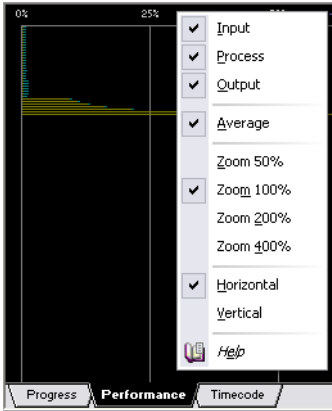 0% 25%
Input
Process
Output
Average
Zoom 50%
Zoom 100%
Zoom 200%
Zoom 400%
Horizontal
Vertical
Help
Progress Performance Timecode